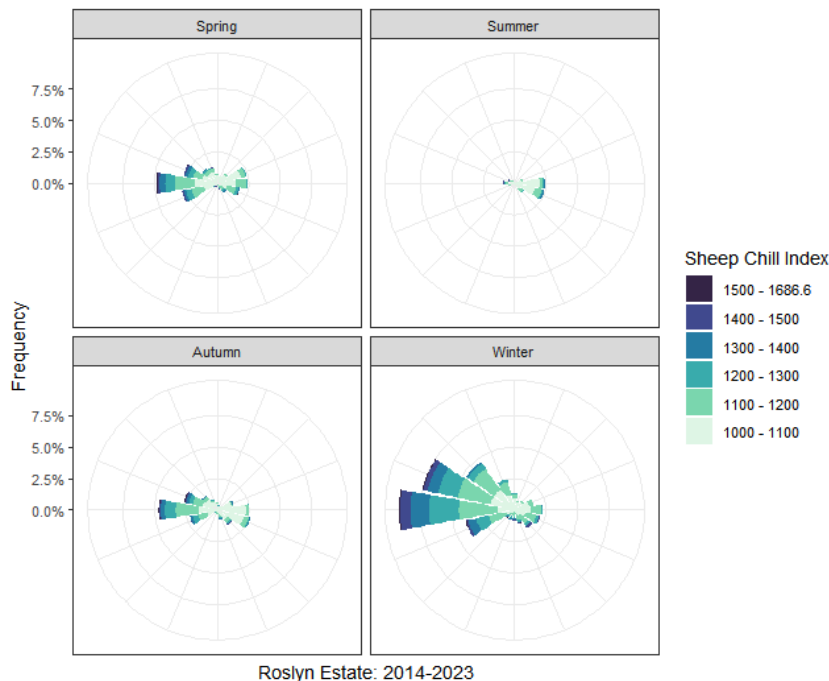 Spring
Summer
7.5%
5.0%
2.5%
0.0%
Autumn
Winter
7.5%
5.0%
2.5%
0.0%
Frequency
Roslyn Estate: 2014-2023
Sheep Chill Index
1500 - 1686.6
1400 - 1500
1300 - 1400
1200 - 1300
1100 - 1200
1000 - 1100